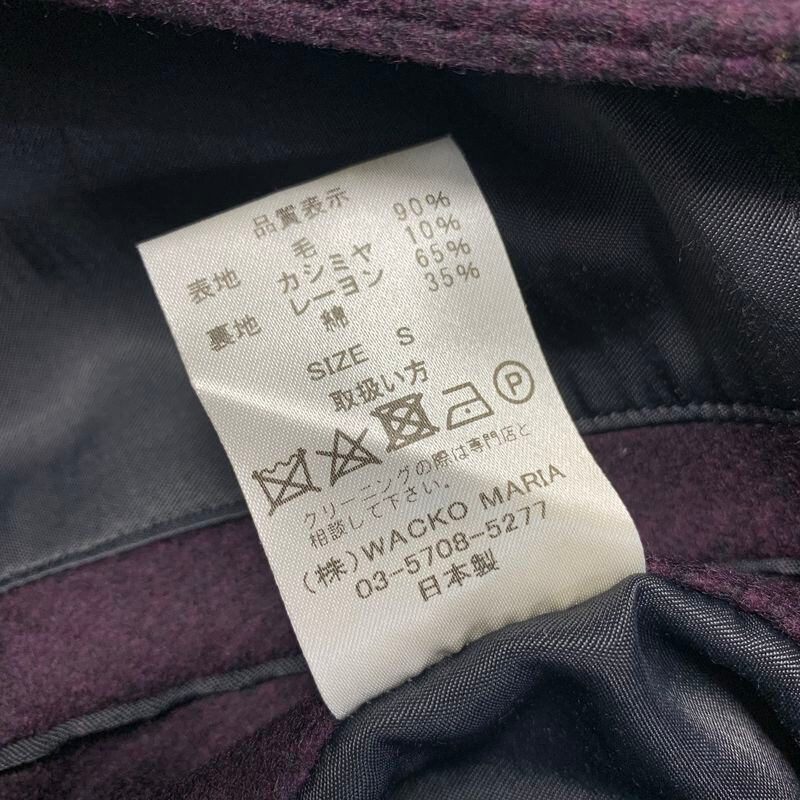 品質表示
表地 毛 90%
カシミヤ 10%
裏地 レーヨン 65%
綿 35%
SIZE S
取扱い方
P
クリーニングの際は専門店と
相談して下さい。
(株)WACKO MARIA
03-5708-5277
日本製